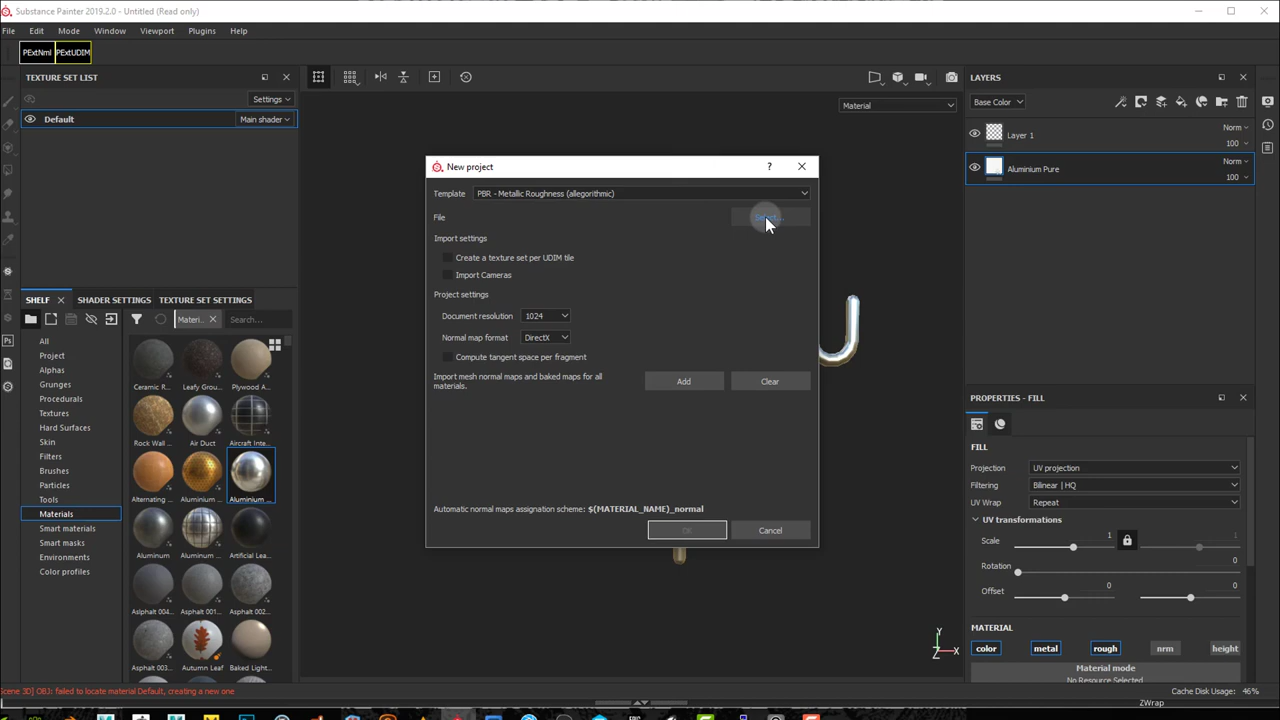 Substance Painter 2019.2.0 - Untitled (Read only)
File Edit Mode Window Viewport Plugins Help
PExtNml PExtUDIM
TEXTURE SET LIST
Settings
Default Main shader
Material
LAYERS
Base Color
Layer 1 Norm 100
Aluminium Pure Norm 100
New project ?
Template PBR - Metallic Roughness (allegorithmic)
File Select...
Import settings
Create a texture set per UDIM tile
Import Cameras
Project settings
Document resolution 1024
Normal map format DirectX
Compute tangent space per fragment
Import mesh normal maps and baked maps for all
materials.
Add Clear
Automatic normal maps assignation scheme: $(MATERIAL_NAME)_normal
OK Cancel
SHELF SHADER SETTINGS TEXTURE SET SETTINGS
Materi... Search...
All
Project
Alphas
Grunges
Procedurals
Textures
Hard Surfaces
Skin
Filters
Brushes
Particles
Tools
Materials
Smart materials
Smart masks
Environments
Color profiles
Ceramic R... Leafy Grou... Plywood A...
Rock Wall ... Air Duct Aircraft Inte...
Alternating ... Aluminium ... Aluminium ...
Aluminum Aluminum ... Artificial Lea...
Asphalt 004... Asphalt 001... Asphalt 002...
Asphalt 003... Autumn Leaf Baked Light...
PROPERTIES - FILL
FILL
Projection UV projection
Filtering Bilinear | HQ
UV Wrap Repeat
UV transformations
Scale 1 1
Rotation 0
Offset 0 0
MATERIAL
color metal rough nrm height
Material mode
No Resource Selected
Y
Z X
Scene 3D] OBJ: failed to locate material Default, creating a new one
Cache Disk Usage: 46%
ZWrap